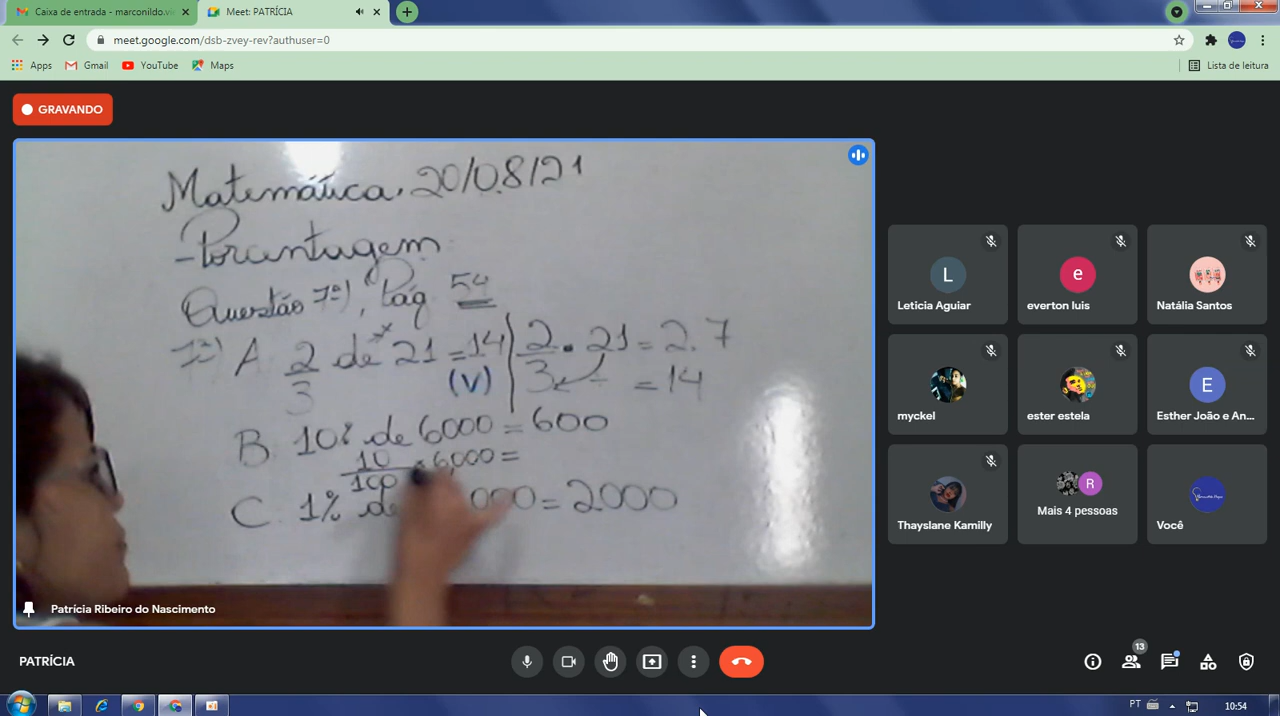 Caixa de entrada - marconildo.vi
Meet: PATRÍCIA
meet.google.com/dsb-zvey-rev?authuser=0
Apps Gmail YouTube Maps
Lista de leitura
GRAVANDO
Matemática. 20/08/21
- Porcentagem
Questão 7ª), Pág 54
7ª) A 2/3 de 21 = 14 | 2/3 . 21 = 2.7
(V) = 14
B 10% de 6000 = 600
10/100 . 6000 =
C 1% de 000 = 2000
Patrícia Ribeiro do Nascimento
Leticia Aguiar
everton luis
Natália Santos
myckel
ester estela
Esther João e An...
Thayslane Kamilly
R
Mais 4 pessoas
Você
L
e
E
PATRÍCIA
13
PT
10:54